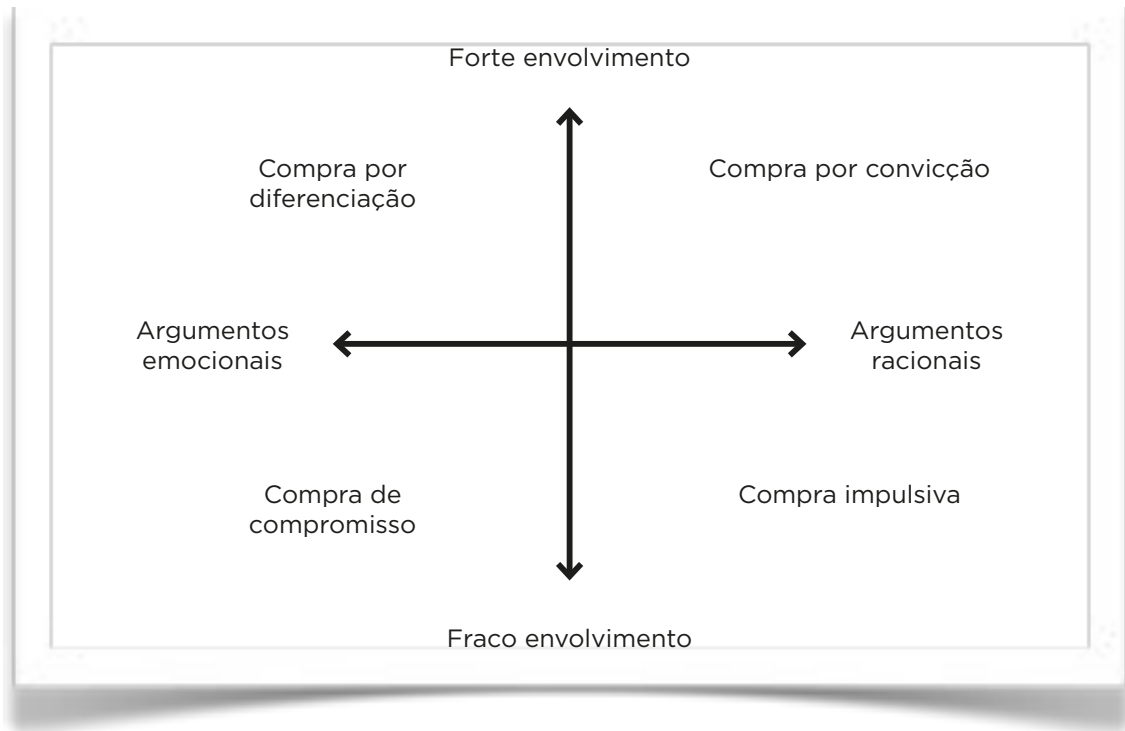 Forte envolvimento
Compra por
diferenciação
Compra por convicção
Argumentos
emocionais
Argumentos
racionais
Compra de
compromisso
Compra impulsiva
Fraco envolvimento